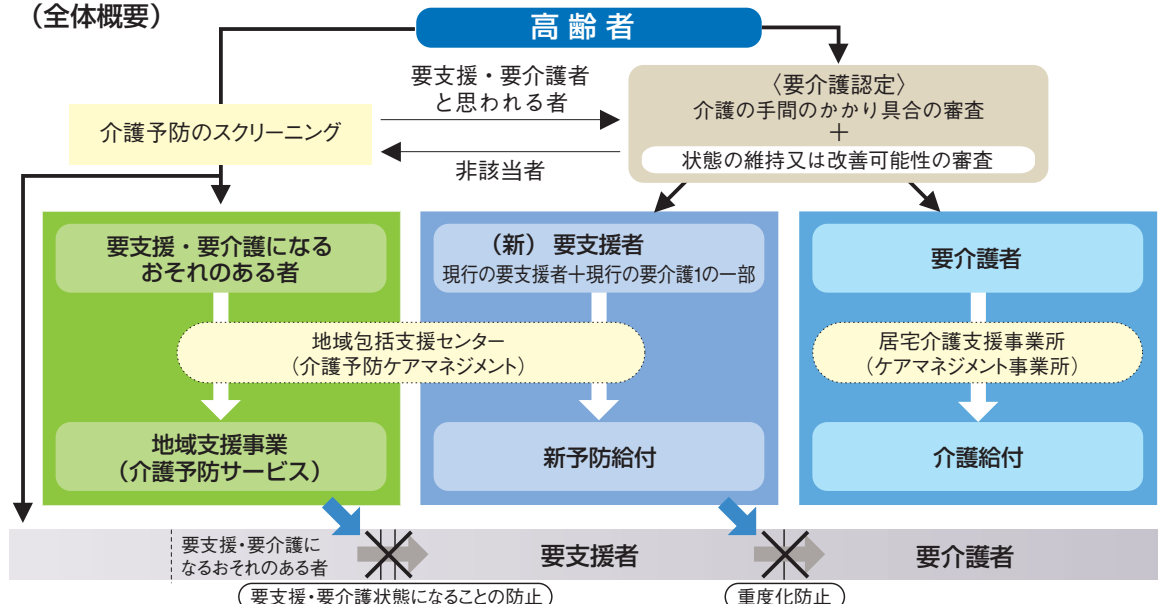 （全体概要）
高齢者
要支援・要介護者
と思われる者
介護予防のスクリーニング
非該当者
〈要介護認定〉
介護の手間のかかり具合の審査
＋
状態の維持又は改善可能性の審査
要支援・要介護になる
おそれのある者
（新） 要支援者
現行の要支援者＋現行の要介護1の一部
要介護者
地域包括支援センター
（介護予防ケアマネジメント）
居宅介護支援事業所
（ケアマネジメント事業所）
地域支援事業
（介護予防サービス）
新予防給付
介護給付
要支援・要介護に
なるおそれのある者
要支援者
要介護者
要支援・要介護状態になることの防止
重度化防止